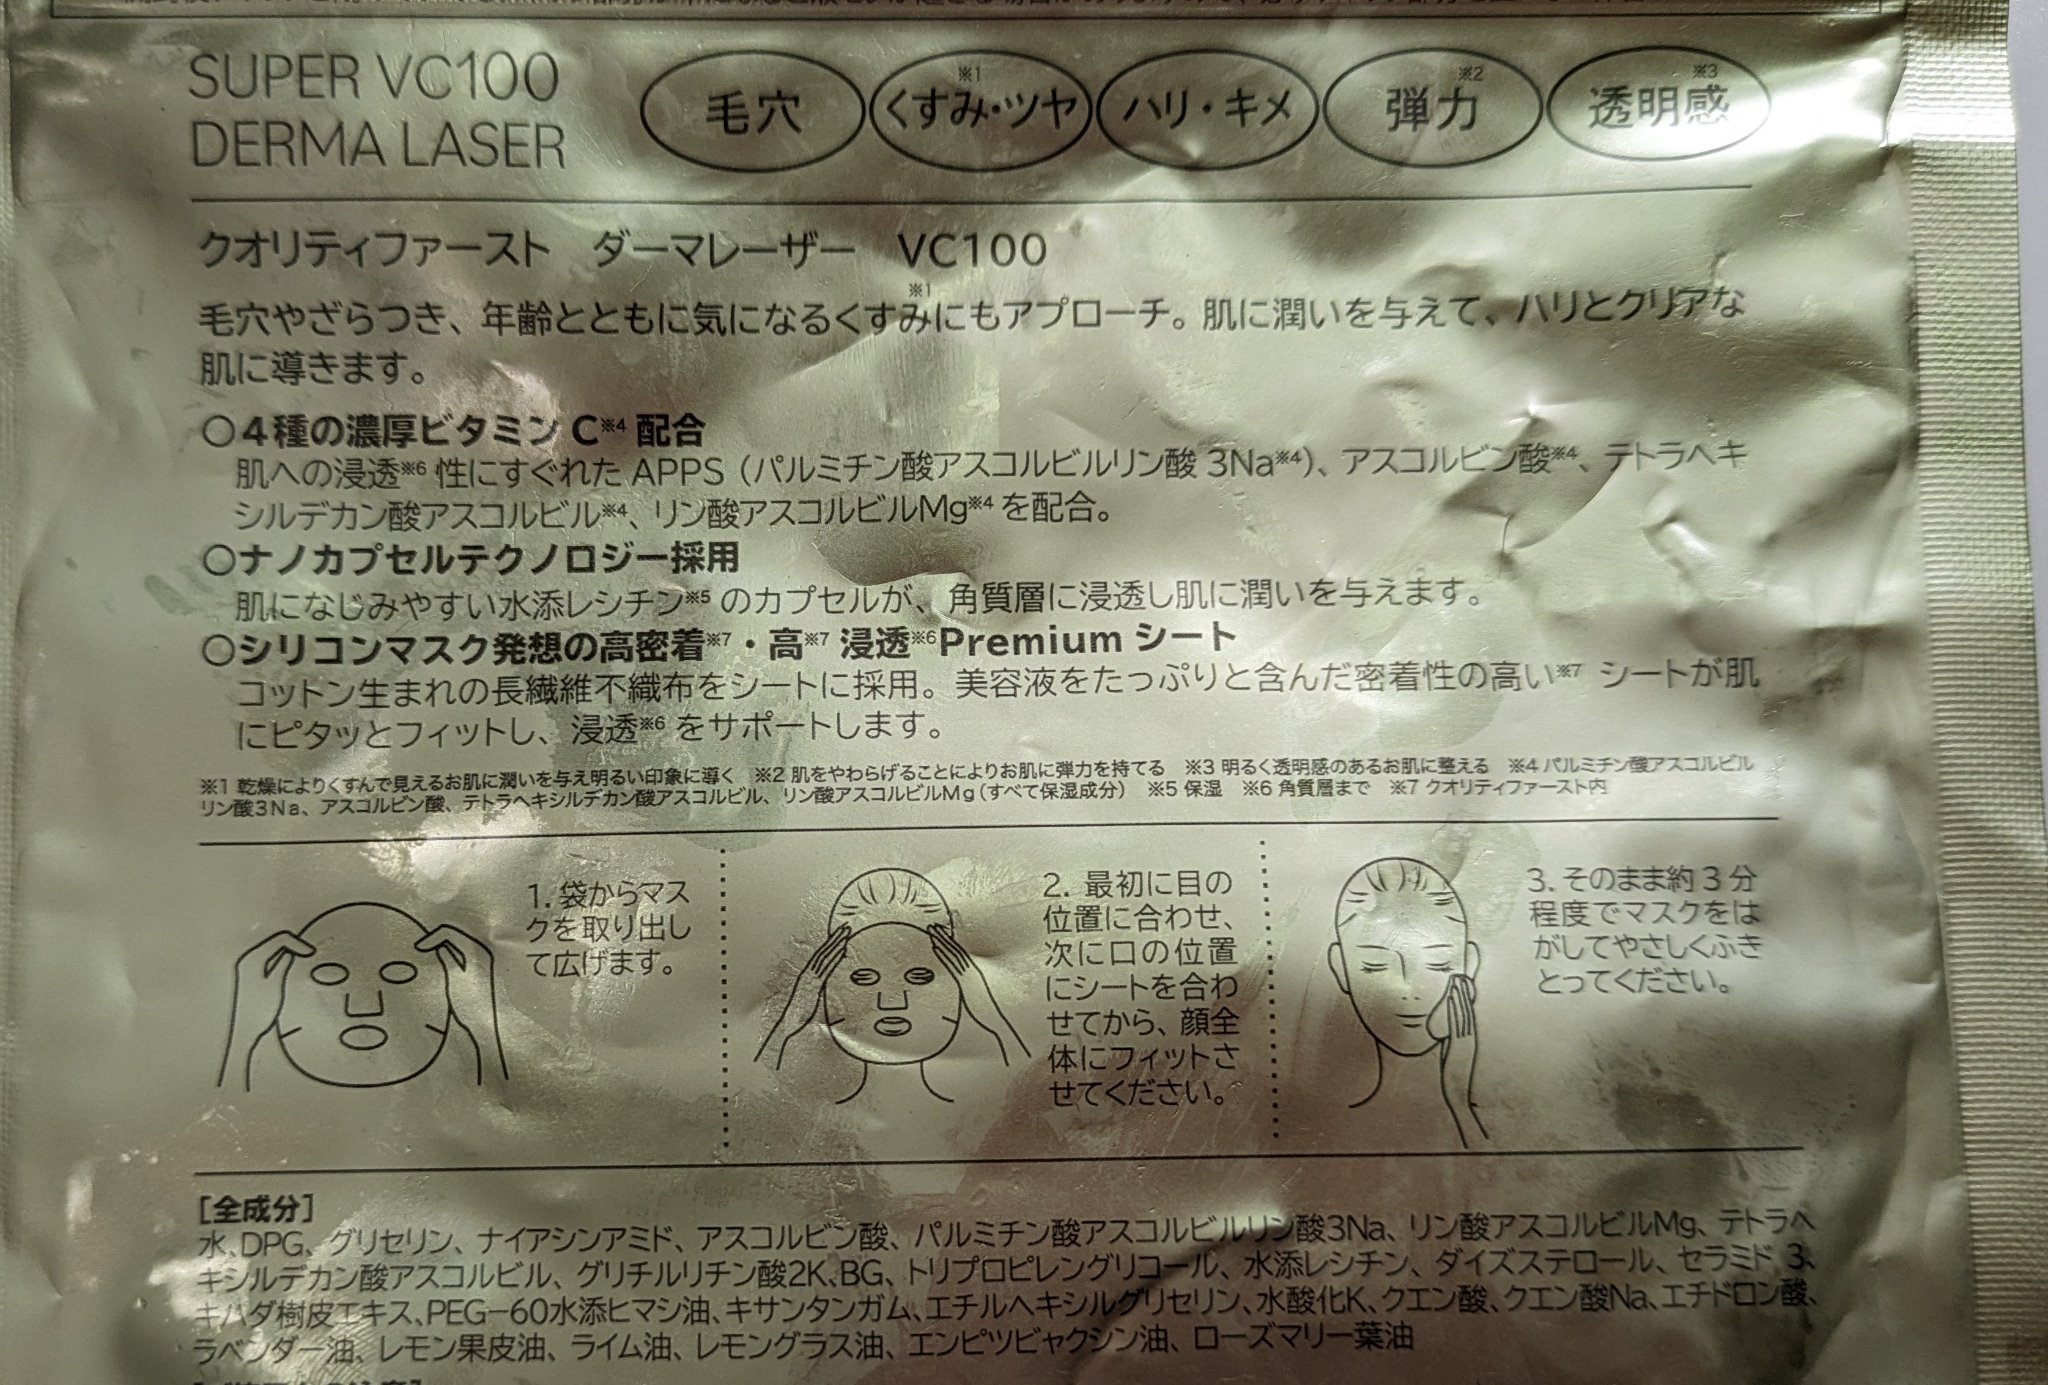 SUPER VC100
DERMA LASER
毛穴
くすみ・ツヤ※1
ハリ・キメ
弾力※2
透明感※3
クオリティファースト ダーマレーザー VC100
毛穴やざらつき、年齢とともに気になるくすみ※1にもアプローチ。肌に潤いを与えて、ハリとクリアな
肌に導きます。
○4種の濃厚ビタミンC※4 配合
肌への浸透※6 性にすぐれた APPS（パルミチン酸アスコルビルリン酸 3Na※4）、アスコルビン酸※4、テトラヘキ
シルデカン酸アスコルビル※4、リン酸アスコルビルMg※4 を配合。
○ナノカプセルテクノロジー採用
肌になじみやすい水添レシチン※5 のカプセルが、角質層に浸透し肌に潤いを与えます。
○シリコンマスク発想の高密着※7・高※7 浸透※6Premium シート
コットン生まれの長繊維不織布をシートに採用。美容液をたっぷりと含んだ密着性の高い※7 シートが肌
にピタッとフィットし、浸透※6 をサポートします。
※1 乾燥によりくすんで見えるお肌に潤いを与え明るい印象に導く ※2 肌をやわらげることによりお肌に弾力を持てる ※3 明るく透明感のあるお肌に整える ※4 パルミチン酸アスコルビル
リン酸3Na、アスコルビン酸、テトラヘキシルデカン酸アスコルビル、リン酸アスコルビルMg（すべて保湿成分） ※5 保湿 ※6 角質層まで ※7 クオリティファースト内
1. 袋からマス
クを取り出し
て広げます。
2. 最初に目の
位置に合わせ、
次に口の位置
にシートを合わ
せてから、顔全
体にフィットさ
せてください。
3. そのまま約 3 分
程度でマスクをは
がしてやさしくふき
とってください。
［全成分］
水、DPG、グリセリン、ナイアシンアミド、アスコルビン酸、パルミチン酸アスコルビルリン酸3Na、リン酸アスコルビルMg、テトラヘ
キシルデカン酸アスコルビル、グリチルリチン酸2K、BG、トリプロピレングリコール、水添レシチン、ダイズステロール、セラミド 3、
キハダ樹皮エキス、PEG−60水添ヒマシ油、キサンタンガム、エチルヘキシルグリセリン、水酸化K、クエン酸、クエン酸Na、エチドロン酸、
ラベンダー油、レモン果皮油、ライム油、レモングラス油、エンピツビャクシン油、ローズマリー葉油